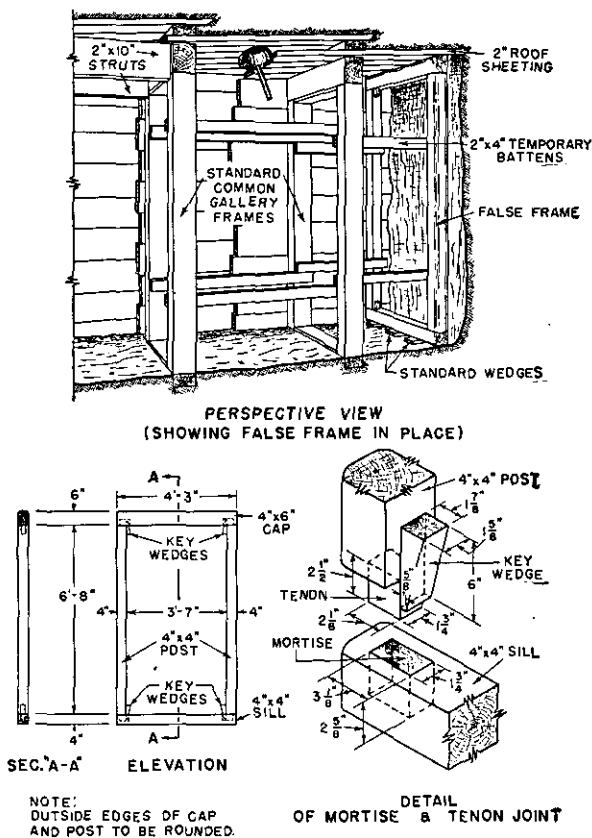 2"x10"
STRUTS
2" ROOF
SHEETING
2"x4" TEMPORARY
BATTENS
STANDARD
COMMON
GALLERY
FRAMES
FALSE FRAME
STANDARD WEDGES
PERSPECTIVE VIEW
(SHOWING FALSE FRAME IN PLACE)
A
4'-3"
6"
4"x6"
CAP
KEY
WEDGES
6'-8"
4"
3'-7"
4"
4"x4"
POST
KEY
WEDGES
4"x4"
SILL
4"
A
SEC. "A-A"
ELEVATION
NOTE:
OUTSIDE EDGES OF CAP
AND POST TO BE ROUNDED.
4"x4" POST
1 7/8"
1 5/8"
KEY
WEDGE
6"
2 1/2"
5/8"
TENON
2 1/8"
1 3/4"
MORTISE
4"x4" SILL
1 3/4"
3 1/8"
2 5/8"
DETAIL
OF MORTISE & TENON JOINT